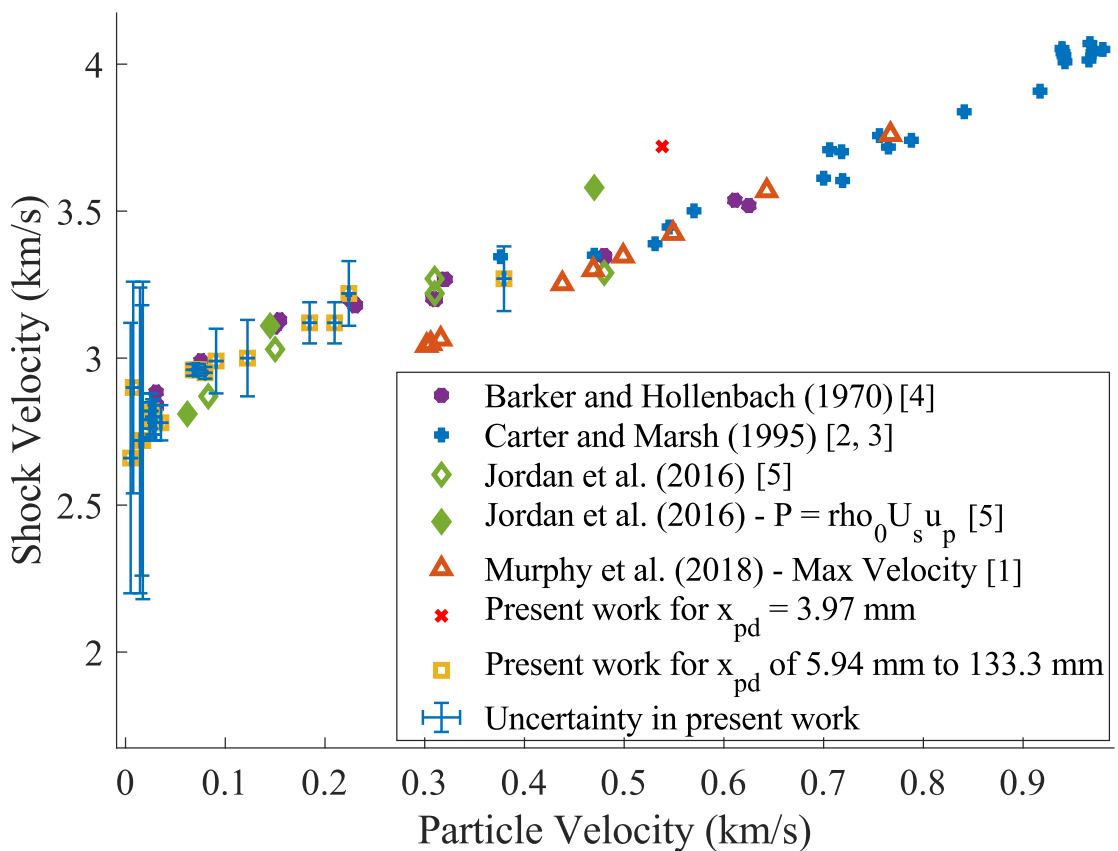 4
3.5
3
2.5
2
Shock Velocity (km/s)
Barker and Hollenbach (1970) [4]
Carter and Marsh (1995) [2, 3]
Jordan et al. (2016) [5]
Jordan et al. (2016) - P = rho_0U_su_p [5]
Murphy et al. (2018) - Max Velocity [1]
Present work for x_pd = 3.97 mm
Present work for x_pd of 5.94 mm to 133.3 mm
Uncertainty in present work
0 0.1 0.2 0.3 0.4 0.5 0.6 0.7 0.8 0.9
Particle Velocity (km/s)